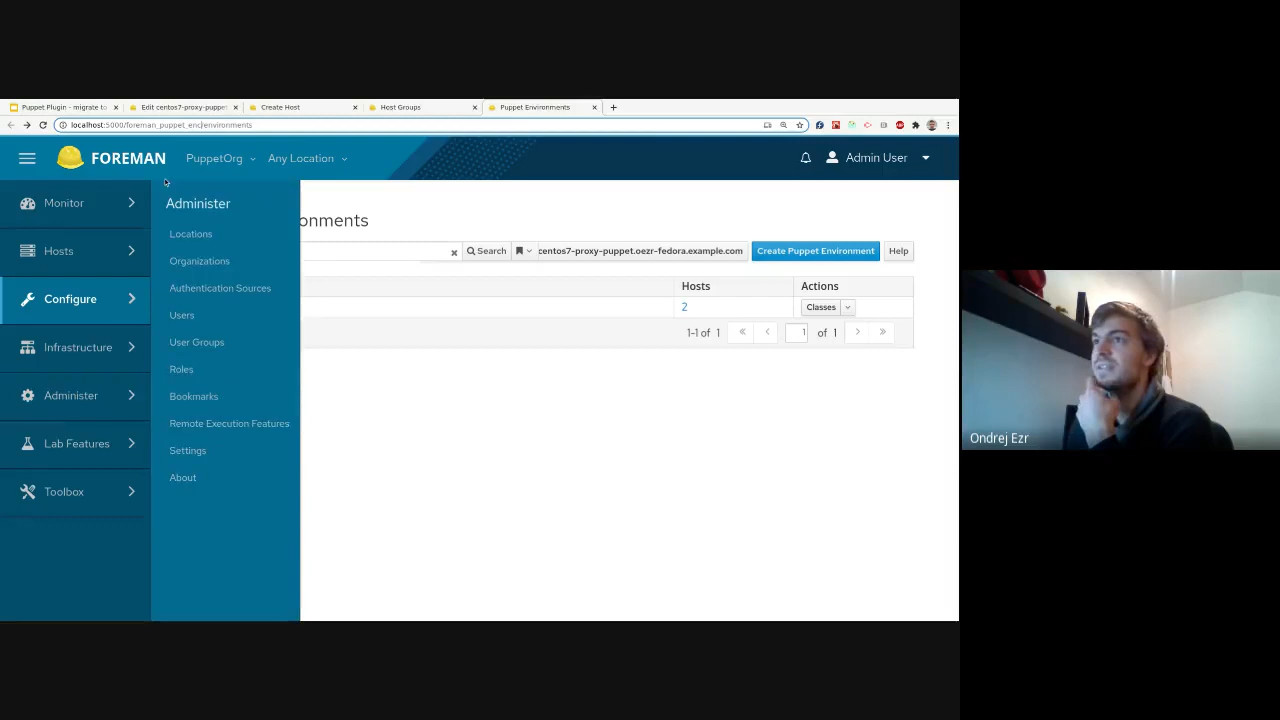 Puppet Plugin - migrate to
Edit centos7-proxy-puppet
Create Host
Host Groups
Puppet Environments
localhost:5000/foreman_puppet_enc/environments
FOREMAN
PuppetOrg
Any Location
Admin User
Monitor
Hosts
Configure
Infrastructure
Administer
Lab Features
Toolbox
Administer
Locations
Organizations
Authentication Sources
Users
User Groups
Roles
Bookmarks
Remote Execution Features
Settings
About
onments
Search
centos7-proxy-puppet.oezr-fedora.example.com
Create Puppet Environment
Help
Hosts
Actions
2
Classes
1-1 of 1
1
of 1
Ondrej Ezr